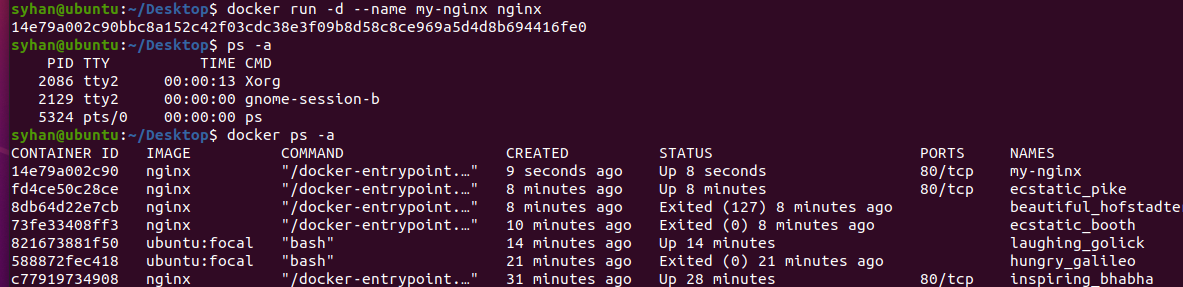 syhan@ubuntu:~/Desktop$ docker run -d --name my-nginx nginx
14e79a002c90bbc8a152c42f03cdc38e3f09b8d58c8ce969a5d4d8b694416fe0
syhan@ubuntu:~/Desktop$ ps -a
    PID TTY          TIME CMD
   2086 tty2     00:00:13 Xorg
   2129 tty2     00:00:00 gnome-session-b
   5324 pts/0    00:00:00 ps
syhan@ubuntu:~/Desktop$ docker ps -a
CONTAINER ID   IMAGE          COMMAND                  CREATED          STATUS                       PORTS     NAMES
14e79a002c90   nginx          "/docker-entrypoint.…"   9 seconds ago    Up 8 seconds                 80/tcp    my-nginx
fd4ce50c28ce   nginx          "/docker-entrypoint.…"   8 minutes ago    Up 8 minutes                 80/tcp    ecstatic_pike
8db64d22e7cb   nginx          "/docker-entrypoint.…"   8 minutes ago    Exited (127) 8 minutes ago             beautiful_hofstadter
73fe33408ff3   nginx          "/docker-entrypoint.…"   10 minutes ago   Exited (0) 8 minutes ago               ecstatic_booth
821673881f50   ubuntu:focal   "bash"                   14 minutes ago   Up 14 minutes                          laughing_golick
588872fec418   ubuntu:focal   "bash"                   21 minutes ago   Exited (0) 21 minutes ago              hungry_galileo
c77919734908   nginx          "/docker-entrypoint.…"   31 minutes ago   Up 28 minutes                80/tcp    inspiring_bhabha